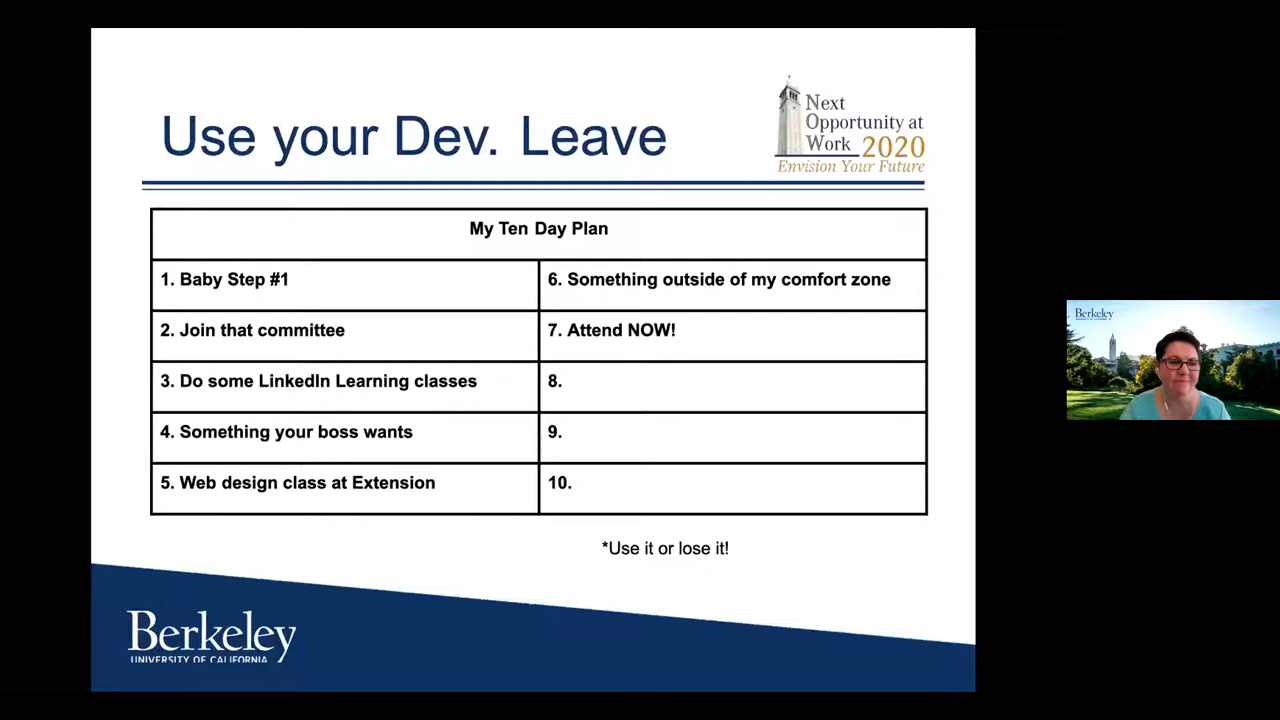 Use your Dev. Leave
Next
Opportunity at
Work 2020
Envision Your Future
My Ten Day Plan
1. Baby Step #1
6. Something outside of my comfort zone
2. Join that committee
7. Attend NOW!
3. Do some LinkedIn Learning classes
8.
4. Something your boss wants
9.
5. Web design class at Extension
10.
*Use it or lose it!
Berkeley
UNIVERSITY OF CALIFORNIA
Berkeley